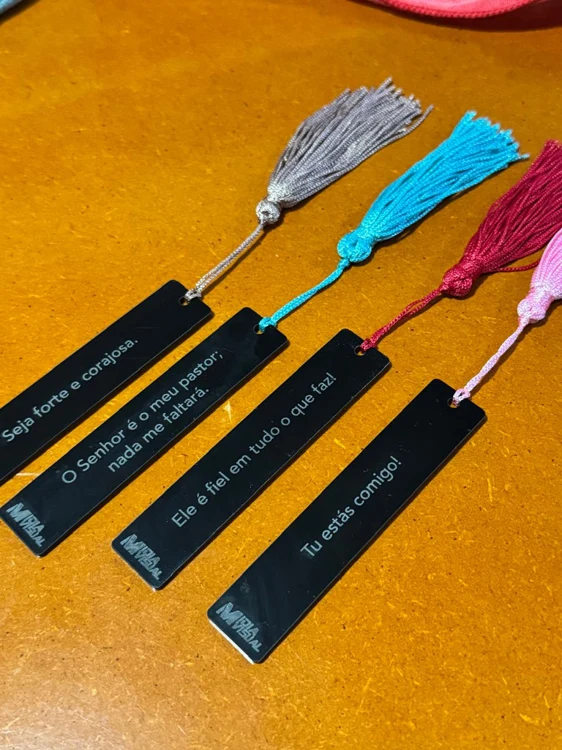 Seja forte e corajosa.
O Senhor é o meu pastor;
nada me faltará.
Ele é fiel em tudo o que faz!
Tu estás comigo!